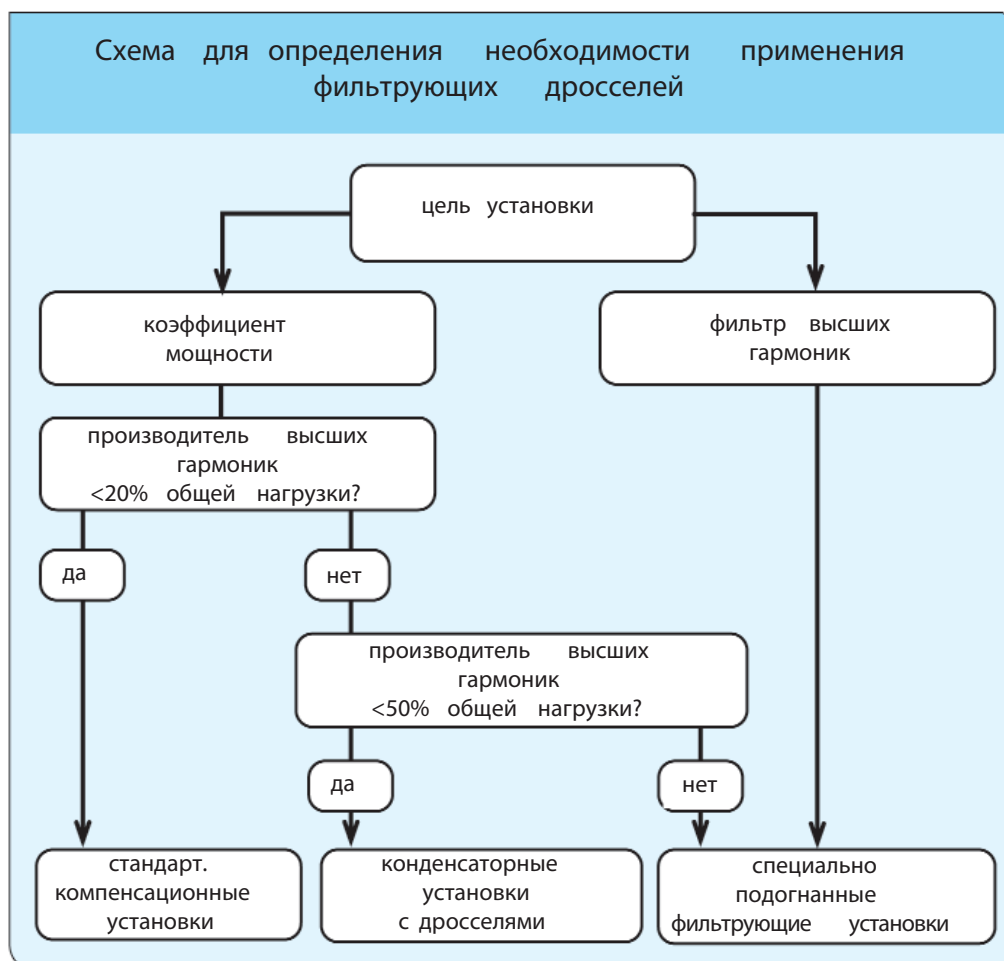 Схема для определения необходимости применения
фильтрующих дросселей
цель установки
коэффициент
мощности
фильтр высших
гармоник
производитель высших
гармоник
<20% общей нагрузки?
да
нет
производитель высших
гармоник
<50% общей нагрузки?
да
нет
стандарт.
компенсационные
установки
конденсаторные
установки
с дросселями
специально
подогнанные
фильтрующие установки